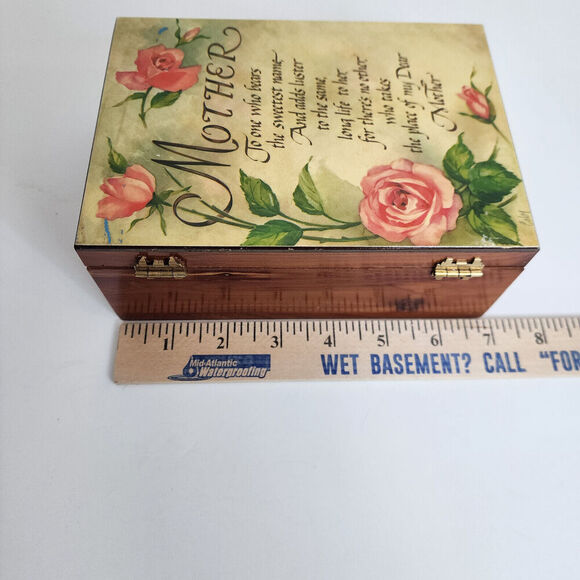 MOTHER
To one who bears
the sweetest name
And adds luster
to the same
long life to her
for there's no other
who takes
the place of my Dear
Mother
1 2 3 4 5 6 7 8
Mid-Atlantic
Waterproofing
WET BASEMENT? CALL "FOR